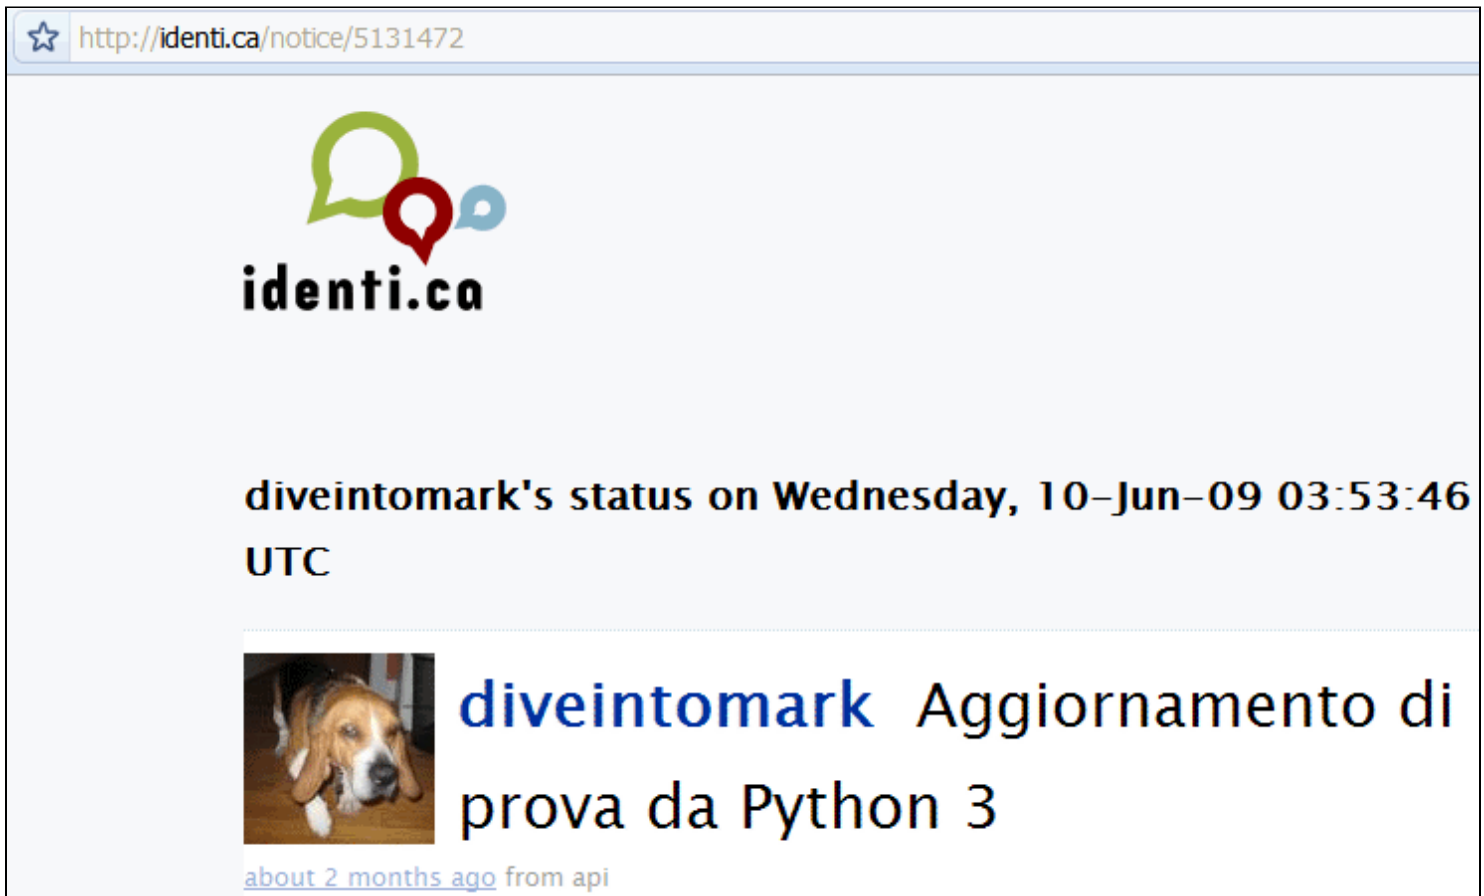 http://identi.ca/notice/5131472
identi.ca
diveintomark's status on Wednesday, 10-Jun-09 03:53:46
UTC
diveintomark Aggiornamento di
prova da Python 3
about 2 months ago from api